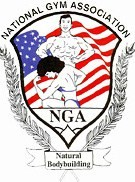 NATIONAL GYM ASSOCIATION
NGA
Natural
Bodybuilding